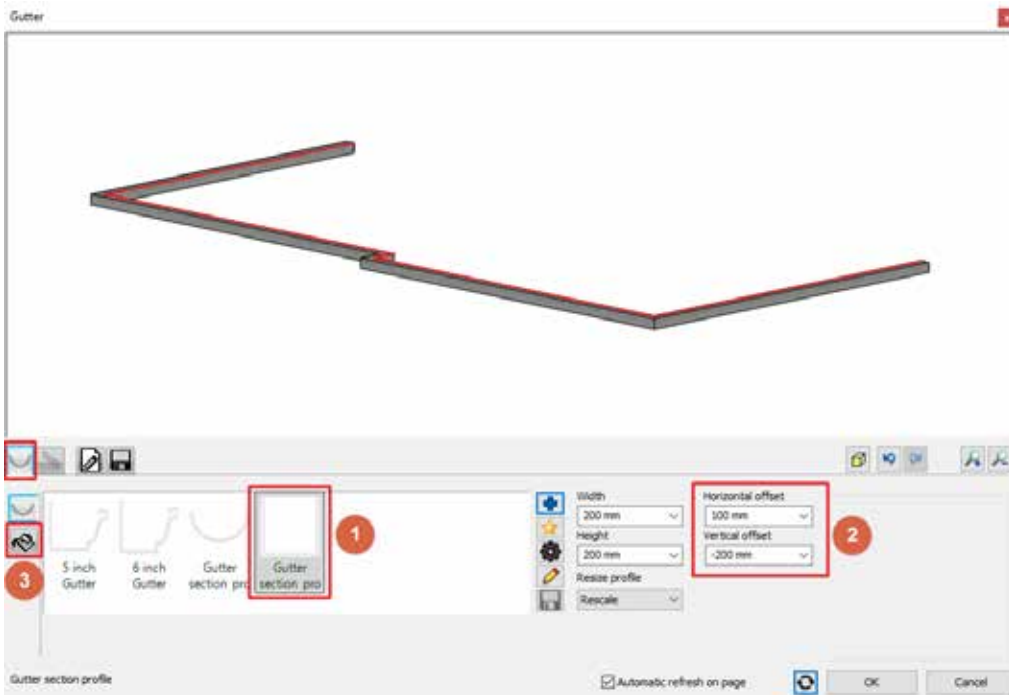 Gutter
1
2
3
5 inch
Gutter
6 inch
Gutter
Gutter
section pro
Gutter
section pro
Width
200 mm
Height
200 mm
Resize profile
Rescale
Horizontal offset
100 mm
Vertical offset
-200 mm
Gutter section profile
Automatic refresh on page
OK
Cancel